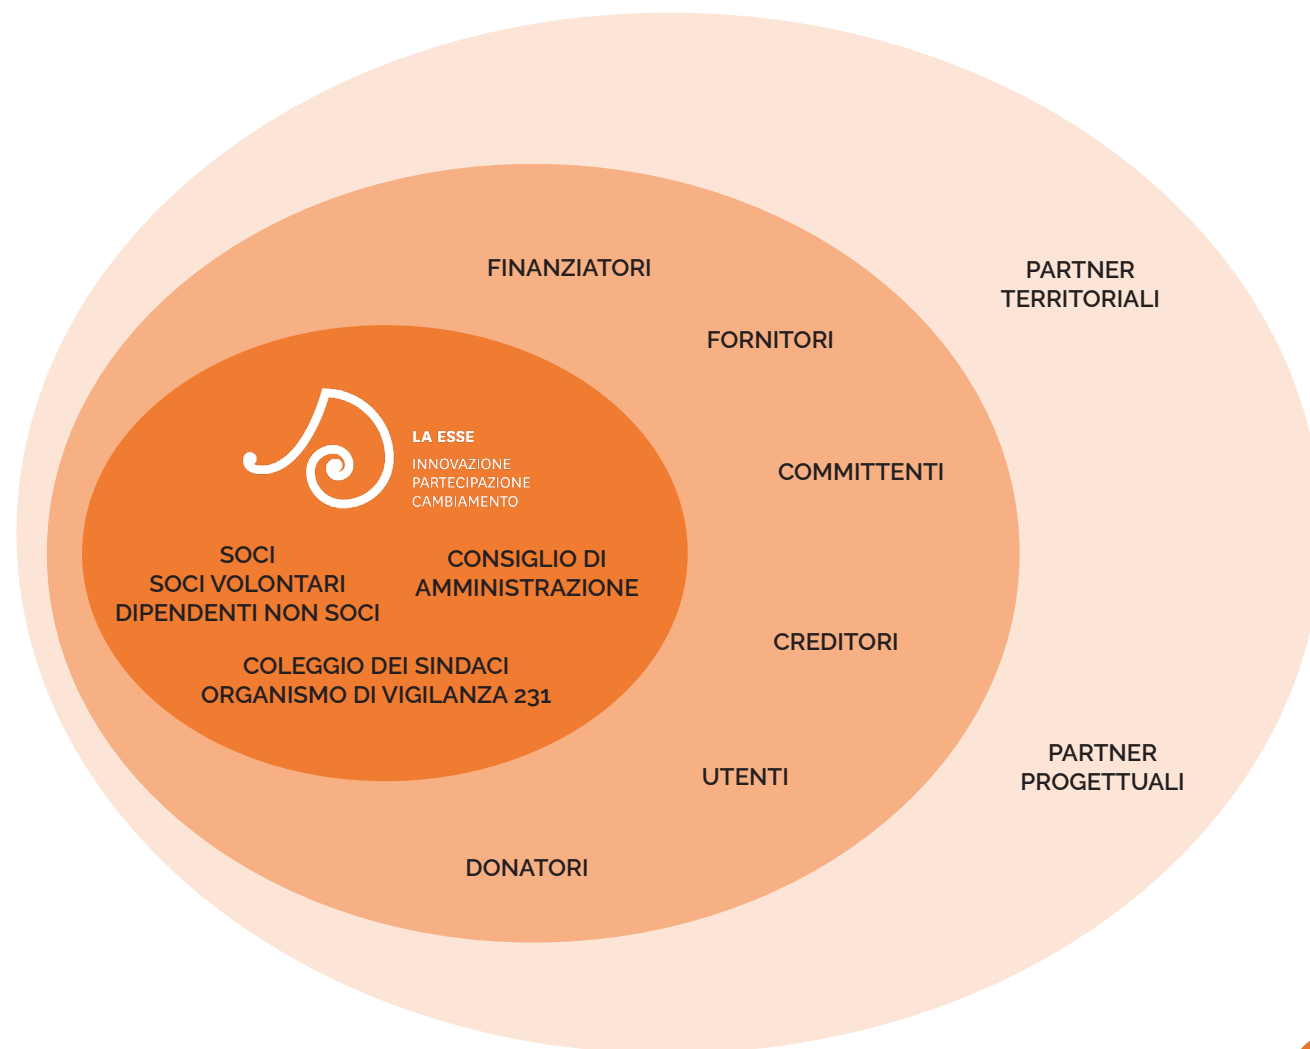 FINANZIATORI
PARTNER
TERRITORIALI
FORNITORI
LA ESSE
INNOVAZIONE
PARTECIPAZIONE
CAMBIAMENTO
COMMITTENTI
SOCI
SOCI VOLONTARI
DIPENDENTI NON SOCI
CONSIGLIO DI
AMMINISTRAZIONE
COLEGGIO DEI SINDACI
ORGANISMO DI VIGILANZA 231
CREDITORI
UTENTI
PARTNER
PROGETTUALI
DONATORI